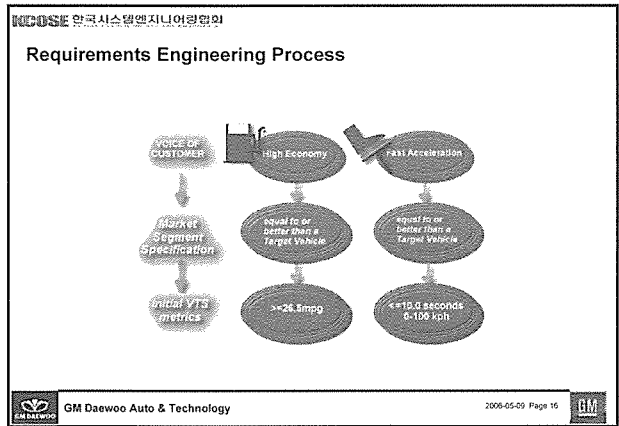 KCOSE 한국시스템엔지니어링협회
Requirements Engineering Process
VOICE OF
CUSTOMER
High Economy
Fast Acceleration
Market
Segment
Specification
equal to or
better than a
Target Vehicle
equal to or
better than a
Target Vehicle
Initial VTS
metrics
>=26.5mpg
<=10.0 seconds
0-100 kph
GM DAEWOO
GM Daewoo Auto & Technology
2006-05-09 Page 16
GM